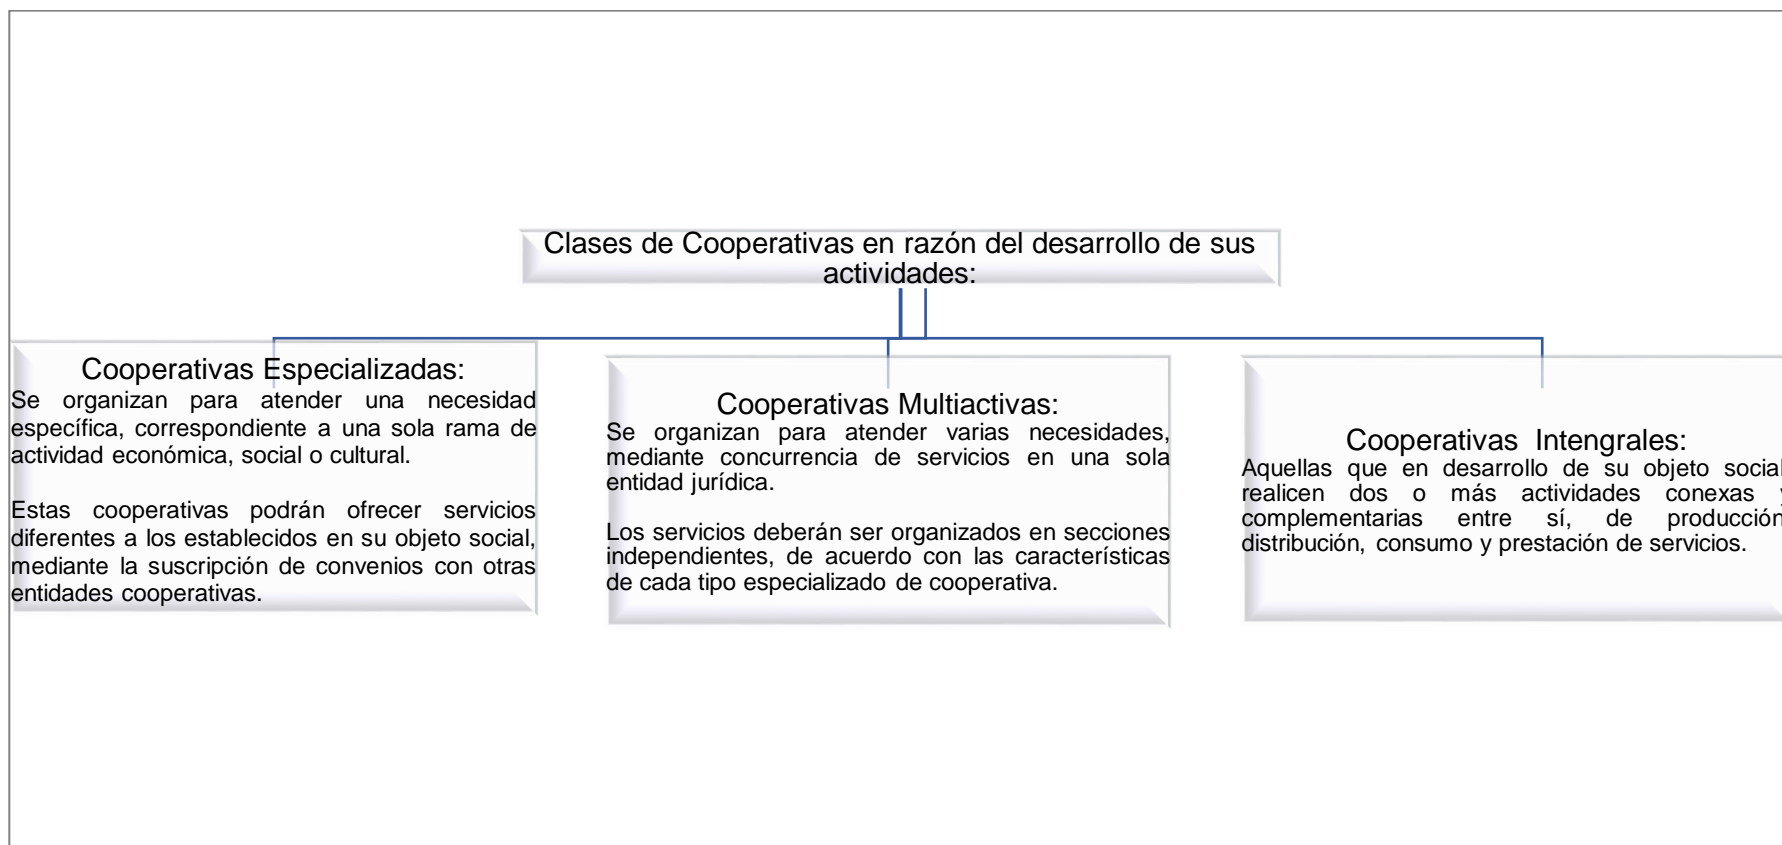 Clases de Cooperativas en razón del desarrollo de sus
actividades:
Cooperativas Especializadas:
Se organizan para atender una necesidad
específica, correspondiente a una sola rama de
actividad económica, social o cultural.
Estas cooperativas podrán ofrecer servicios
diferentes a los establecidos en su objeto social,
mediante la suscripción de convenios con otras
entidades cooperativas.
Cooperativas Multiactivas:
Se organizan para atender varias necesidades,
mediante concurrencia de servicios en una sola
entidad jurídica.
Los servicios deberán ser organizados en secciones
independientes, de acuerdo con las características
de cada tipo especializado de cooperativa.
Cooperativas Intengrales:
Aquellas que en desarrollo de su objeto social
realicen dos o más actividades conexas y
complementarias entre sí, de producción
distribución, consumo y prestación de servicios.